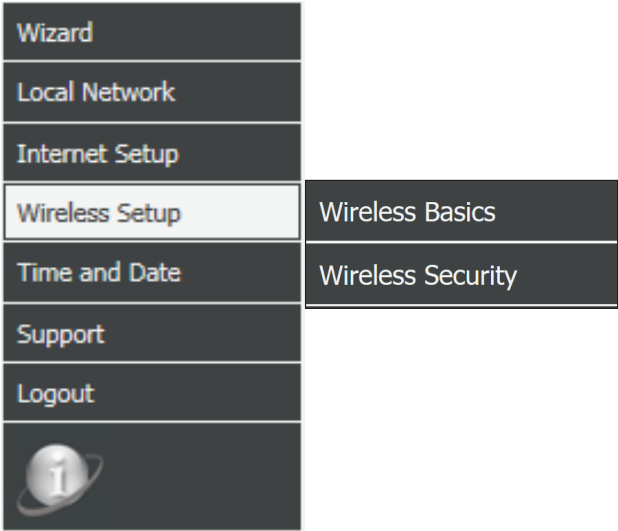 Wizard
Local Network
Internet Setup
Wireless Setup
Wireless Basics
Time and Date
Wireless Security
Support
Logout
i